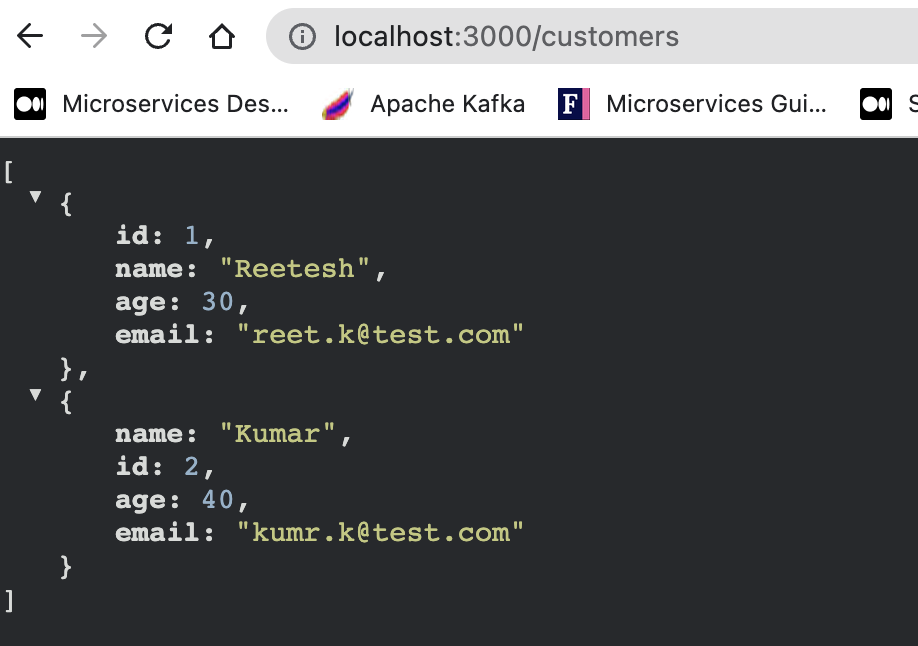 localhost:3000/customers
Microservices Des... Apache Kafka F Microservices Gui... S
[
{
id: 1,
name: "Reetesh",
age: 30,
email: "reet.k@test.com"
},
{
name: "Kumar",
id: 2,
age: 40,
email: "kumr.k@test.com"
}
]